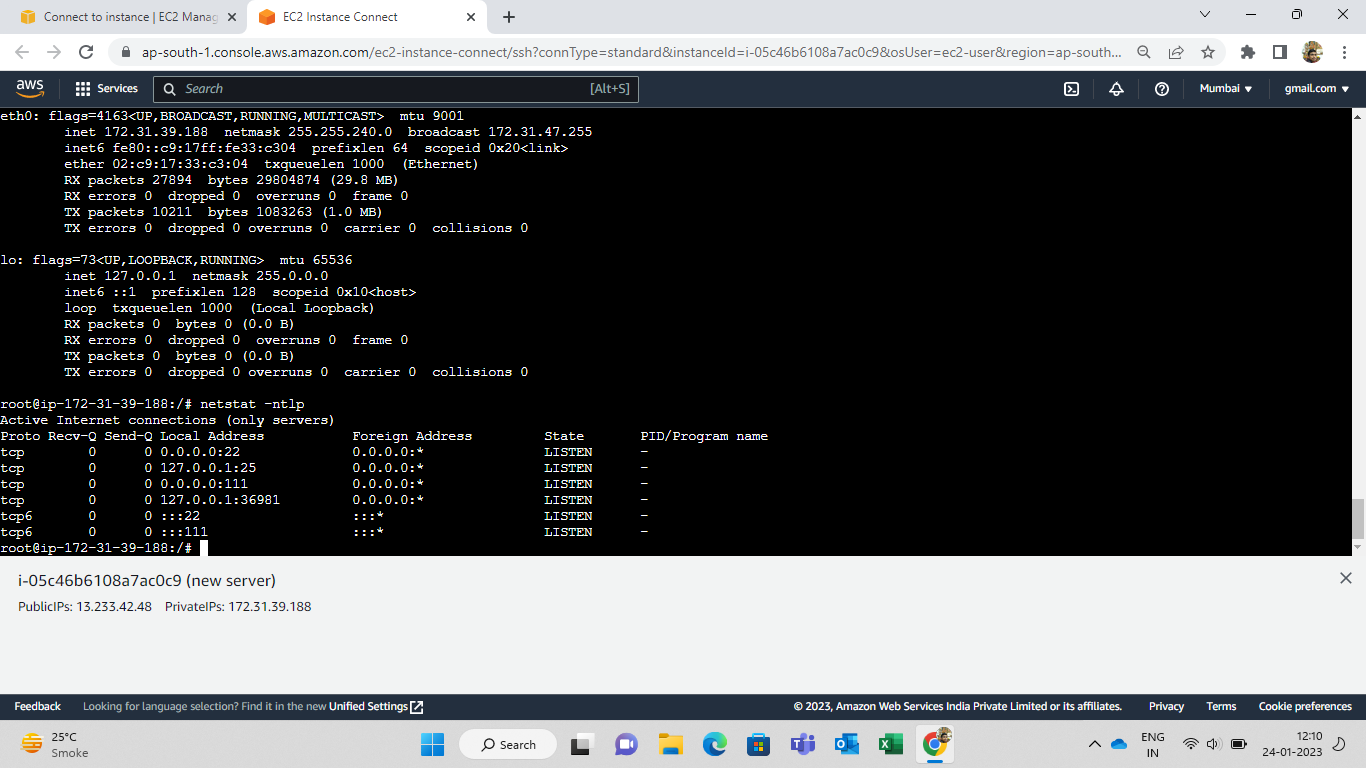 Connect to instance | EC2 Manag
EC2 Instance Connect
ap-south-1.console.aws.amazon.com/ec2-instance-connect/ssh?connType=standard&instanceId=i-05c46b6108a7ac0c9&osUser=ec2-user&region=ap-south...
aws Services Search [Alt+S] Mumbai gmail.com
eth0: flags=4163<UP,BROADCAST,RUNNING,MULTICAST>  mtu 9001
inet 172.31.39.188  netmask 255.255.240.0  broadcast 172.31.47.255
inet6 fe80::c9:17ff:fe33:c304  prefixlen 64  scopeid 0x20<link>
ether 02:c9:17:33:c3:04  txqueuelen 1000  (Ethernet)
RX packets 27894  bytes 29804874 (29.8 MB)
RX errors 0  dropped 0  overruns 0  frame 0
TX packets 10211  bytes 1083263 (1.0 MB)
TX errors 0  dropped 0 overruns 0  carrier 0  collisions 0
lo: flags=73<UP,LOOPBACK,RUNNING>  mtu 65536
inet 127.0.0.1  netmask 255.0.0.0
inet6 ::1  prefixlen 128  scopeid 0x10<host>
loop  txqueuelen 1000  (Local Loopback)
RX packets 0  bytes 0 (0.0 B)
RX errors 0  dropped 0  overruns 0  frame 0
TX packets 0  bytes 0 (0.0 B)
TX errors 0  dropped 0 overruns 0  carrier 0  collisions 0
root@ip-172-31-39-188:/# netstat -ntlp
Active Internet connections (only servers)
Proto Recv-Q Send-Q Local Address           Foreign Address         State       PID/Program name
tcp        0      0 0.0.0.0:22              0.0.0.0:*               LISTEN      -
tcp        0      0 127.0.0.1:25            0.0.0.0:*               LISTEN      -
tcp        0      0 0.0.0.0:111             0.0.0.0:*               LISTEN      -
tcp        0      0 127.0.0.1:36981         0.0.0.0:*               LISTEN      -
tcp6       0      0 :::22                   :::*                    LISTEN      -
tcp6       0      0 :::111                  :::*                    LISTEN      -
root@ip-172-31-39-188:/#
i-05c46b6108a7ac0c9 (new server)
PublicIPs: 13.233.42.48 PrivateIPs: 172.31.39.188
Feedback Looking for language selection? Find it in the new Unified Settings © 2023, Amazon Web Services India Private Limited or its affiliates. Privacy Terms Cookie preferences
25°C
Smoke
Search
ENG
IN
12:10
24-01-2023